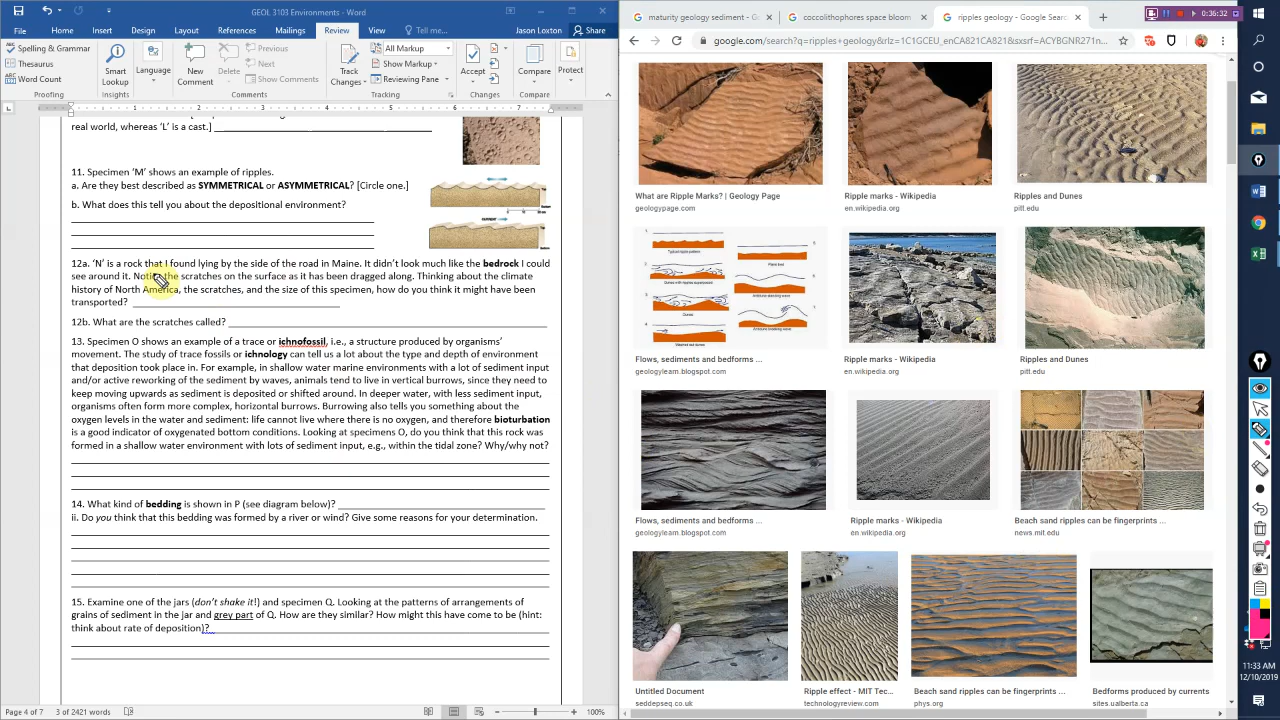 GEOL 3103 Environments - Word
File
Home
Insert
Design
Layout
References
Mailings
Review
View
Tell me...
Jason Loxton
Share
Spelling & Grammar
Thesaurus
Word Count
Proofing
Smart
Lookup
Insights
Language
New
Comment
Delete
Previous
Next
Show Comments
Comments
Track
Changes
All Markup
Show Markup
Reviewing Pane
Tracking
Accept
Changes
Compare
Compare
Protect
real world, whereas 'L' is a cast.]
11. Specimen 'M' shows an example of ripples.
a. Are they best described as SYMMETRICAL or ASYMMETRICAL? [Circle one.]
b. What does this tell you about the depositional environment?
12a. 'N' is a rock that I found lying by the side of the road in Maine. It didn't look much like the bedrock I could
see around it. Notice the scratches on the surface as it has been dragged along. Thinking about the climate
history of North America, the scratches, and the size of this specimen, how do you think it might have been
transported?
12b. What are the scratches called?
13. Specimen O shows an example of a trace or ichnofossil, i.e., a structure produced by organisms'
movement. The study of trace fossils or ichnology can tell us a lot about the type and depth of environment
that deposition took place in. For example, in shallow water marine environments with a lot of sediment input
and/or active reworking of the sediment by waves, animals tend to live in vertical burrows, since they need to
keep moving upwards as sediment is deposited or shifted around. In deeper water, with less sediment input,
organisms often form more complex, horizontal burrows. Burrowing also tells you something about the
oxygen levels in the water and sediment: life cannot live where there is no oxygen, and therefore bioturbation
is a good indicator of oxygenated bottom conditions. Looking at specimens O, do you think that this rock was
formed in a shallow water environment with lots of sediment input, e.g., within the tidal zone? Why/why not?
14. What kind of bedding is shown in P (see diagram below)?
ii. Do you think that this bedding was formed by a river or wind? Give some reasons for your determination.
15. Examine one of the jars (don't shake it!) and specimen Q. Looking at the patterns of arrangements of
grains of sediment in the jar and grey part of Q. How are they similar? How might this have come to be (hint:
think about rate of deposition)?
Page 4 of 7
3 of 2421 words
100%
maturity geology sediment - Go
coccolithophores space bloom
ripples geology - Google Search
00:36:32
google.com/search?q=ripples+geology&rlz=1C1GCEU_enCA821CA821&sxsrf=ACYBGNR271n...
What are Ripple Marks? | Geology Page
geologypage.com
Ripple marks - Wikipedia
en.wikipedia.org
Ripples and Dunes
pitt.edu
Flows, sediments and bedforms ...
geologylearn.blogspot.com
Ripple marks - Wikipedia
en.wikipedia.org
Ripples and Dunes
pitt.edu
Flows, sediments and bedforms ...
geologylearn.blogspot.com
Ripple marks - Wikipedia
en.wikipedia.org
Beach sand ripples can be fingerprints ...
news.mit.edu
Untitled Document
seddepseq.co.uk
Ripple effect - MIT Tec...
technologyreview.com
Beach sand ripples can be fingerprints ...
phys.org
Bedforms produced by currents
sites.ualberta.ca
11:33 AM
12/10/2019